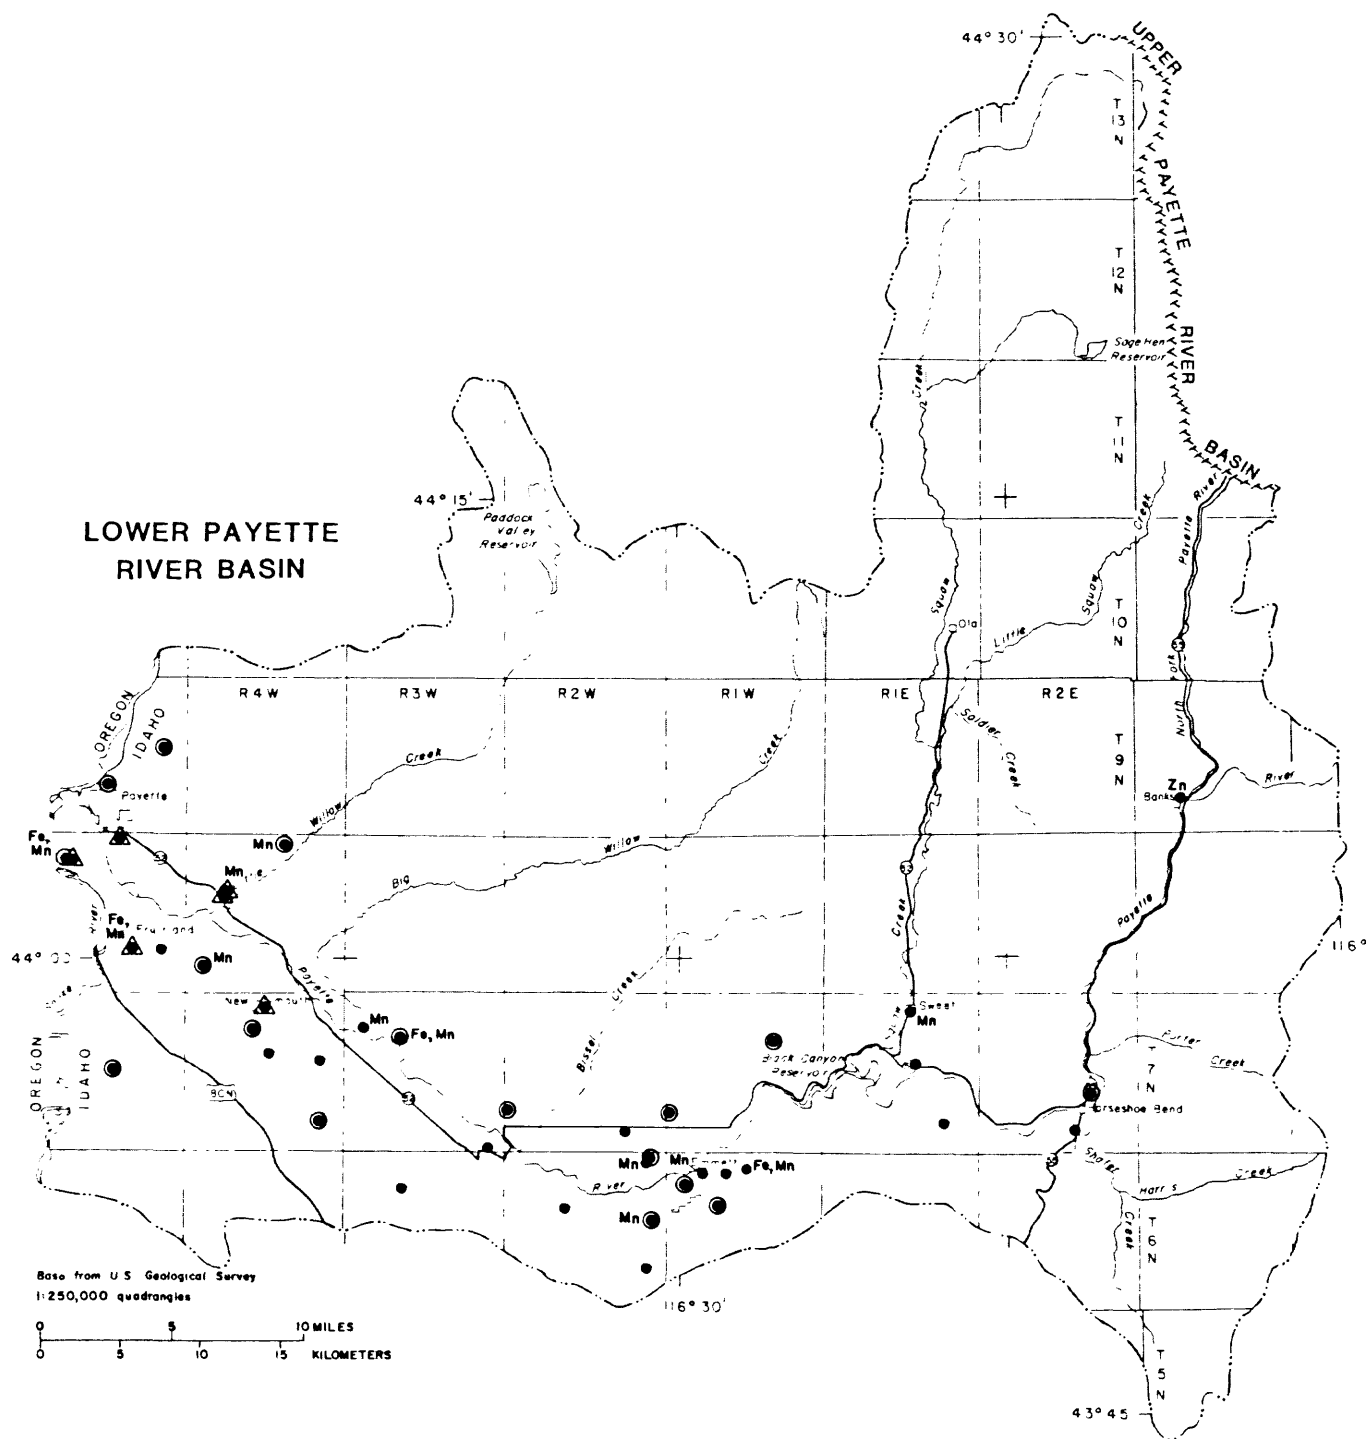 44° 30'
UPPER
PAYETTE
RIVER
BASIN
T
13
N
T
12
N
Sage Hen
Reservoir
Creek
T
11
N
44° 15'
Paddock
Valley
Reservoir
LOWER PAYETTE
RIVER BASIN
Payette
River
Squaw
Creek
Little
Squaw
Ola
T
10
N
North
Fork
R4W
R3W
R2W
R1W
R1E
R2E
OREGON
IDAHO
Soldier
Creek
T
9
N
Creek
Creek
Zn
Banks
River
Payette
Willow
Fe,
Mn
Mn
Willow
Big
Mn
Payette
Creek
Fe,
Mn
River
44° 00'
Mn
116°
Payette
Creek
Bissel
Mn
Fe, Mn
Sweet
Mn
Squaw
Black Canyon
Reservoir
Porter
Creek
T
7
N
OREGON
IDAHO
Horseshoe Bend
Mn
Mn
Fe, Mn
River
Shafer
Harris
Creek
Creek
Mn
T
6
N
Base from U S Geological Survey
1:250,000 quadrangles
116° 30'
0 5 10 MILES
0 5 10 15 KILOMETERS
T
5
N
43° 45'